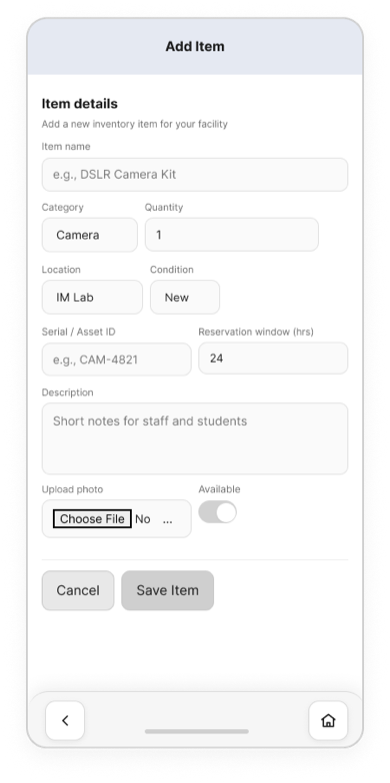 Add Item
Item details
Add a new inventory item for your facility
Item name
e.g., DSLR Camera Kit
Category Quantity
Camera 1
Location Condition
IM Lab New
Serial / Asset ID Reservation window (hrs)
e.g., CAM-4821 24
Description
Short notes for staff and students
Upload photo Available
Choose File No ...
Cancel Save Item